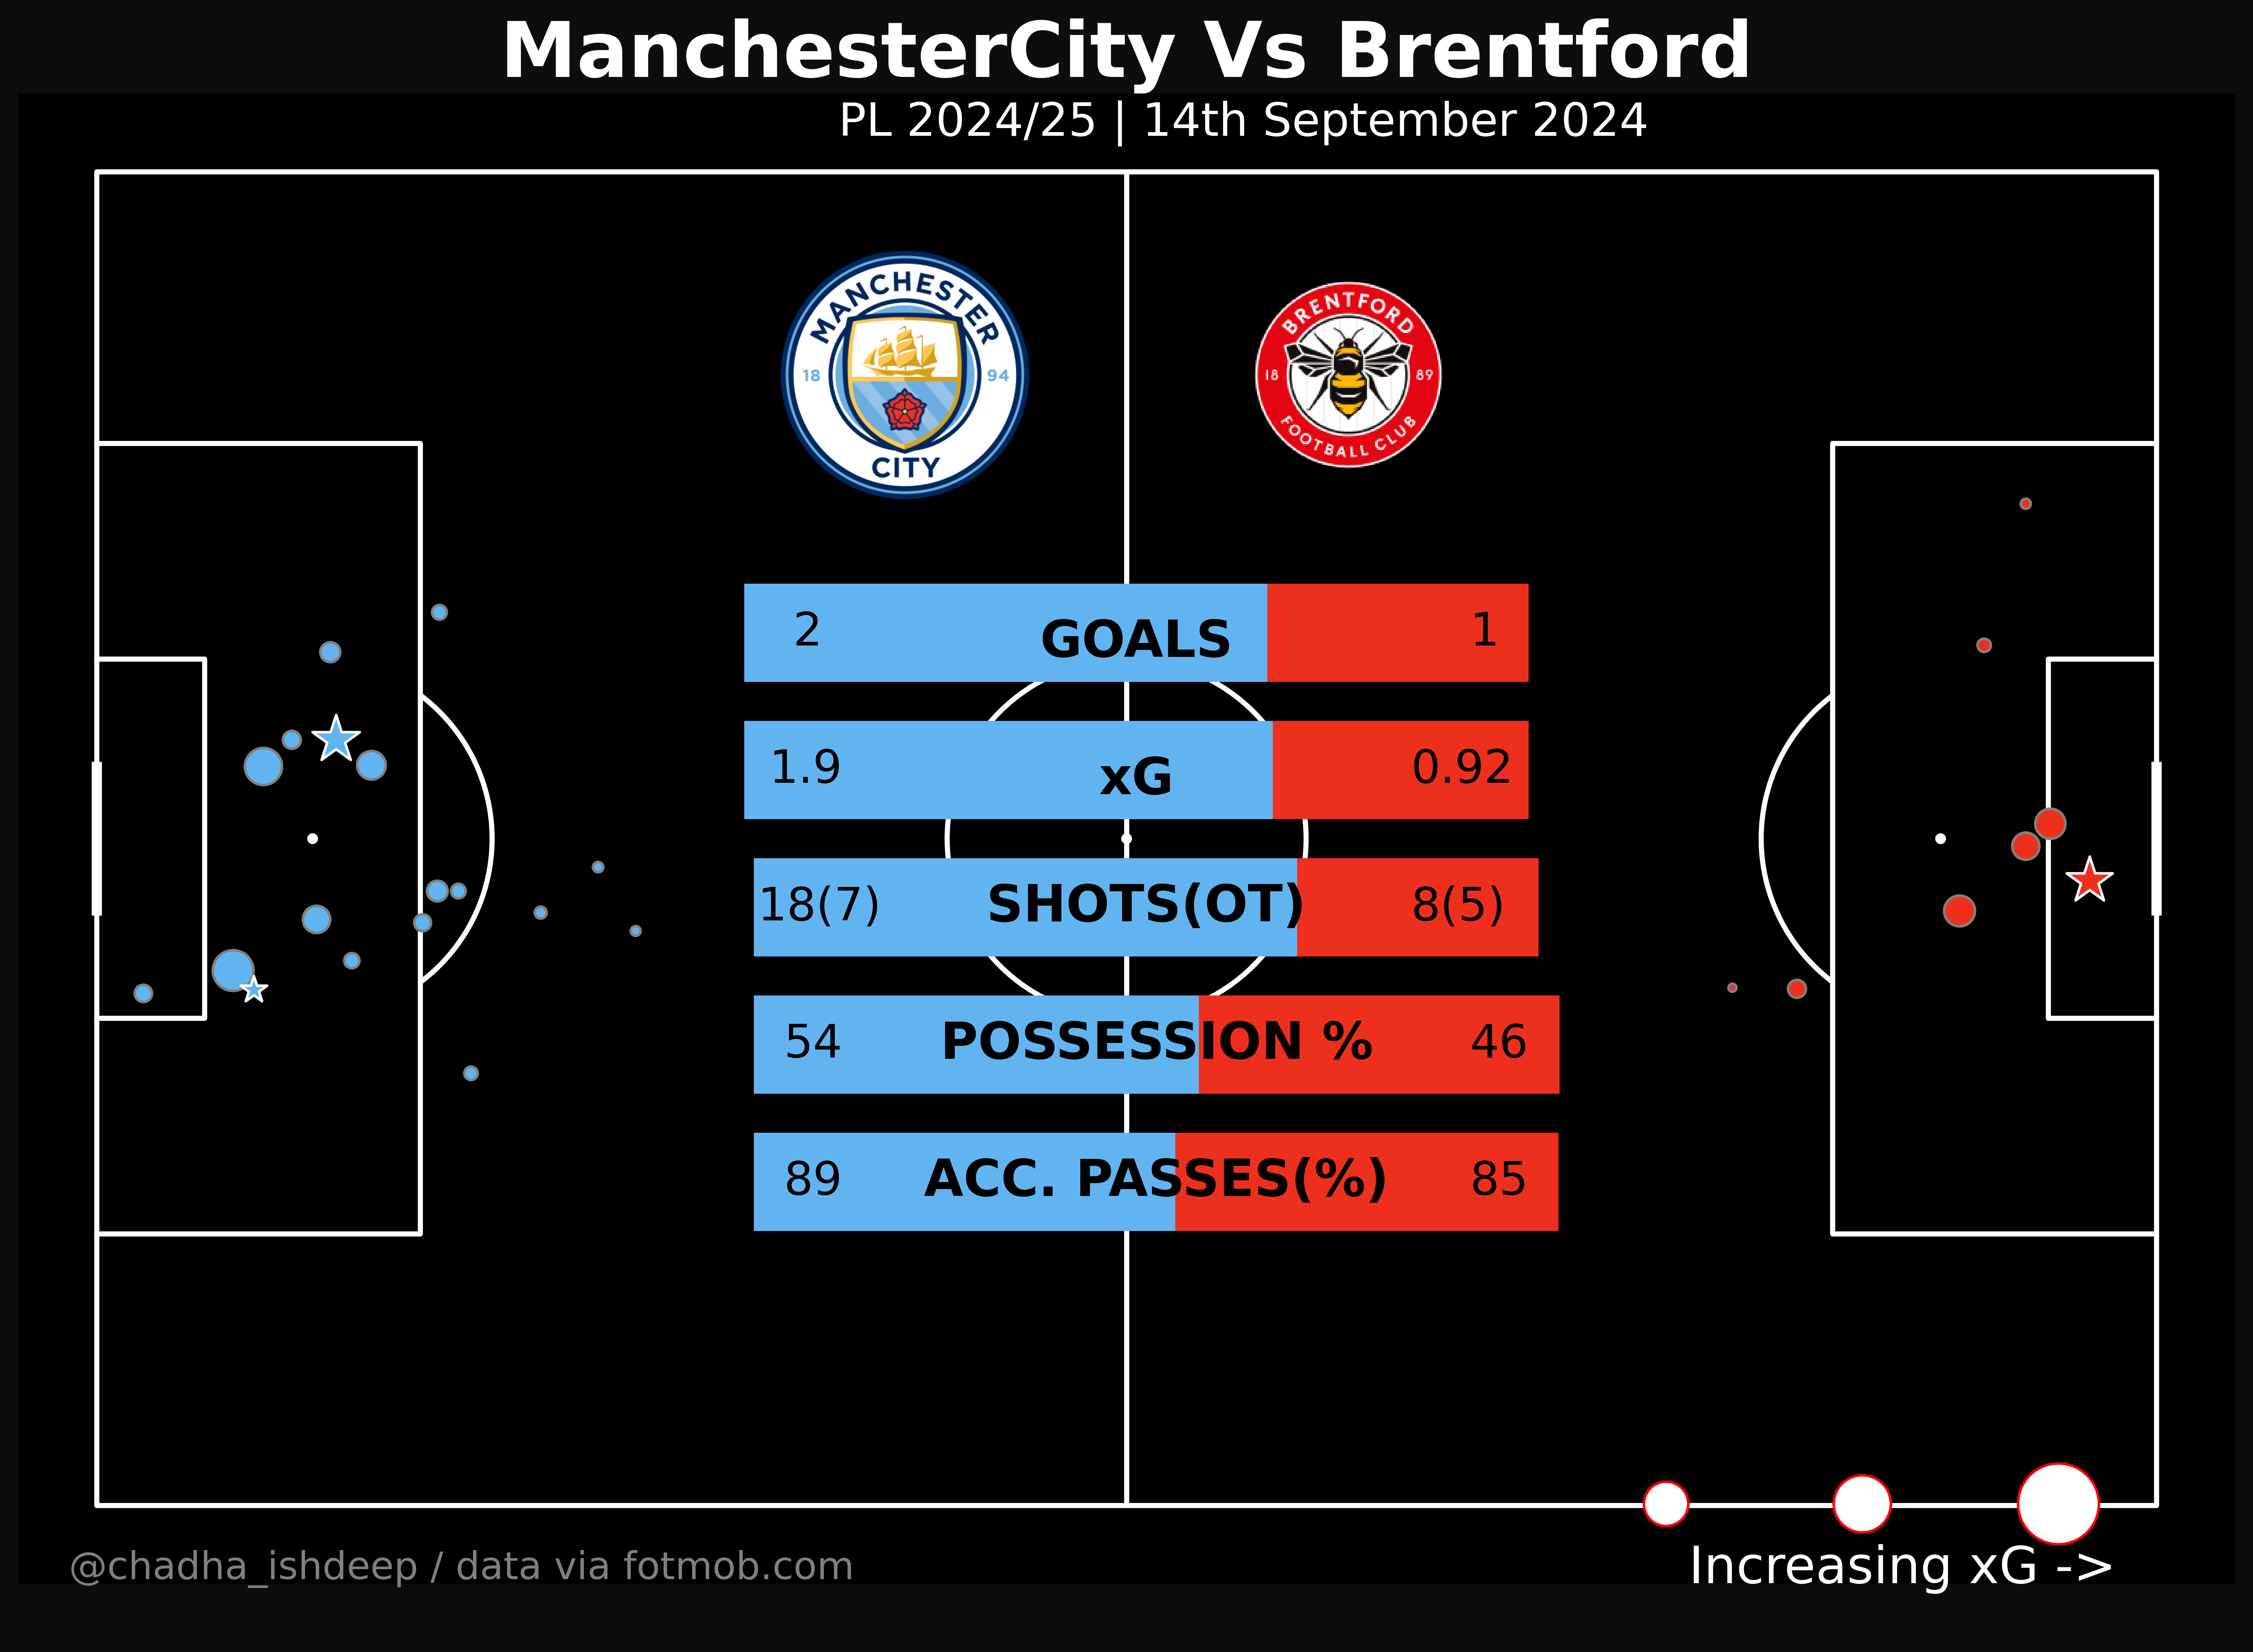 ManchesterCity Vs Brentford
PL 2024/25 | 14th September 2024
MANCHESTER
18 94
CITY
BRENTFORD
18 89
FOOTBALL CLUB
2 GOALS 1
1.9 xG 0.92
18(7) SHOTS(OT) 8(5)
54 POSSESSION % 46
89 ACC. PASSES(%) 85
@chadha_ishdeep / data via fotmob.com
Increasing xG ->